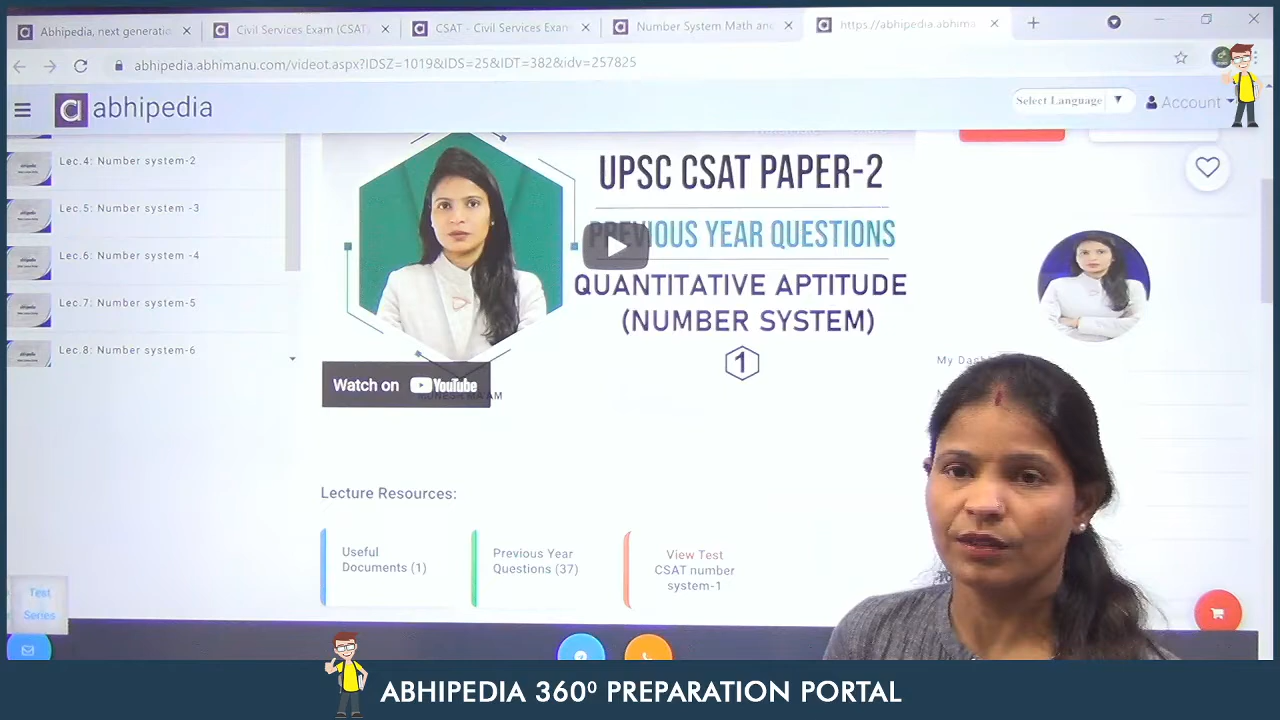 Abhipedia, next generatio
Civil Services Exam (CSAT)
CSAT - Civil Services Exam
Number System Math and
https://abhipedia.abhima
abhipedia.abhimanu.com/videot.aspx?IDSZ=1019&IDS=25&IDT=382&idv=257825
abhipedia
Select Language
Account
Lec.4: Number system-2
Lec.5: Number system -3
Lec.6: Number system -4
Lec.7: Number system-5
Lec.8: Number system-6
UPSC CSAT PAPER-2
PREVIOUS YEAR QUESTIONS
QUANTITATIVE APTITUDE
(NUMBER SYSTEM)
1
Watch on YouTube
MA'AM
My Dash
Lecture Resources:
Useful
Documents (1)
Previous Year
Questions (37)
View Test
CSAT number
system-1
Test
Series
ABHIPEDIA 360⁰ PREPARATION PORTAL